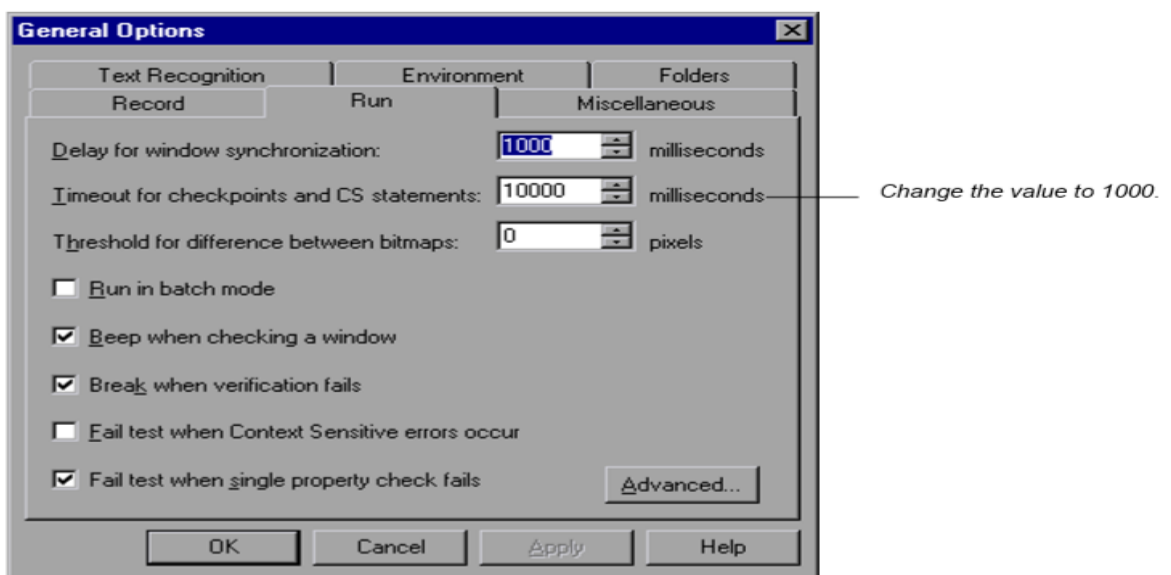 General Options
Text Recognition Environment Folders
Record Run Miscellaneous
Delay for window synchronization: 1000 milliseconds
Timeout for checkpoints and CS statements: 10000 milliseconds Change the value to 1000.
Threshold for difference between bitmaps: 0 pixels
Run in batch mode
Beep when checking a window
Break when verification fails
Fail test when Context Sensitive errors occur
Fail test when single property check fails
Advanced...
OK Cancel Apply Help